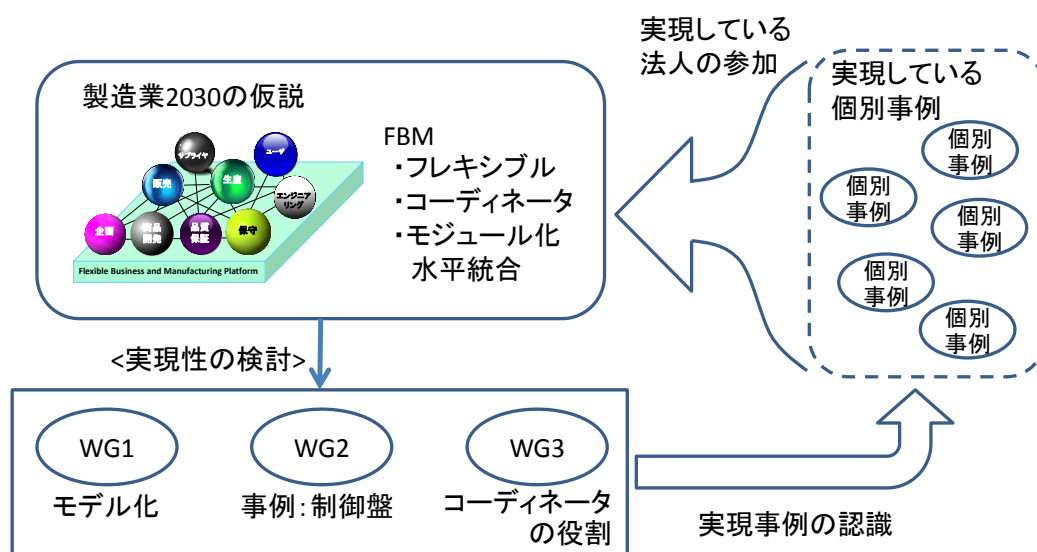 製造業2030の仮説
サプライヤ
ユーザ
販売
生産
エンジニア
リング
企画
商品
開発
品質
保証
保守
Flexible Business and Manufacturing Platform
FBM
・フレキシブル
・コーディネータ
・モジュール化
水平統合
実現している
法人の参加
実現している
個別事例
個別
事例
個別
事例
個別
事例
個別
事例
個別
事例
<実現性の検討>
WG1
モデル化
WG2
事例:制御盤
WG3
コーディネータ
の役割
実現事例の認識